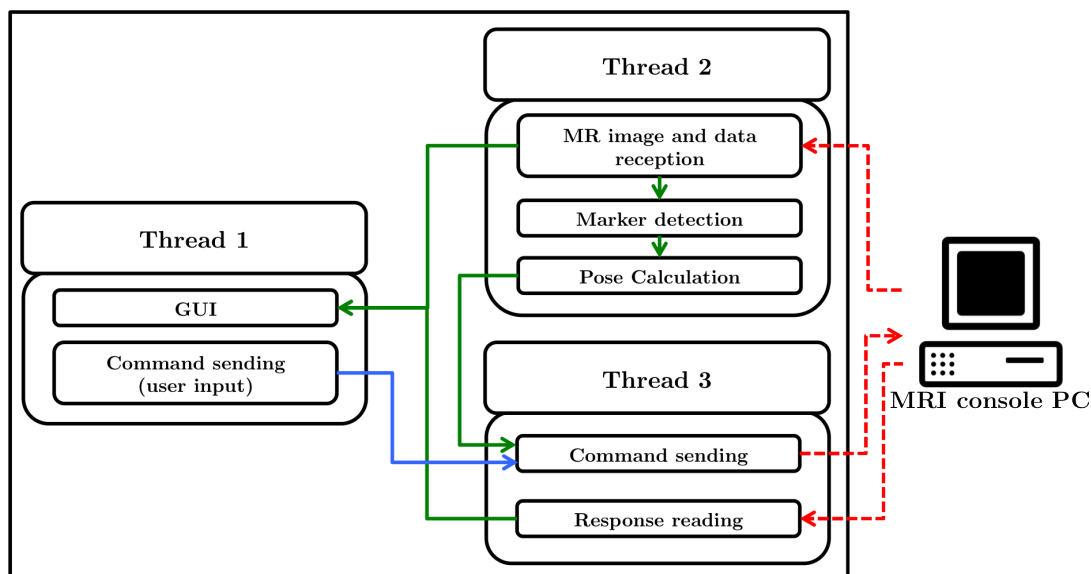 Thread 2
MR image and data
reception
Marker detection
Pose Calculation
Thread 1
GUI
Command sending
(user input)
Thread 3
Command sending
Response reading
MRI console PC